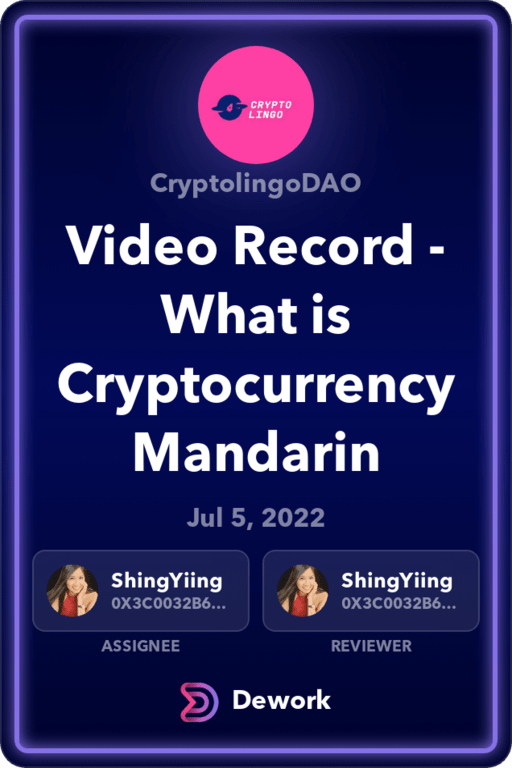 CRYPTO
LINGO
CryptolingoDAO
Video Record -
What is
Cryptocurrency
Mandarin
Jul 5, 2022
ShingYiing
0X3C0032B6...
ASSIGNEE
ShingYiing
0X3C0032B6...
REVIEWER
Dework